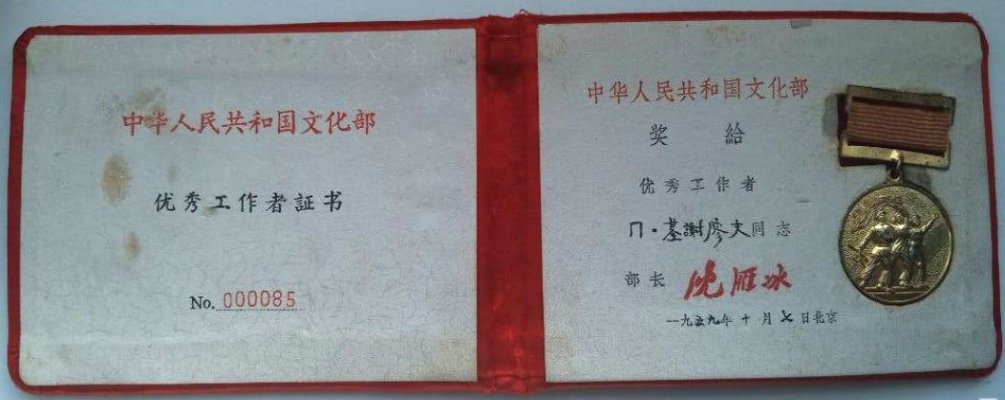 中华人民共和国文化部
优秀工作者証书
No. 000085
中华人民共和国文化部
奖 給
优秀工作者
П·基謝廖夫同志
部长 沈雁冰
一九五九年十月七日北京